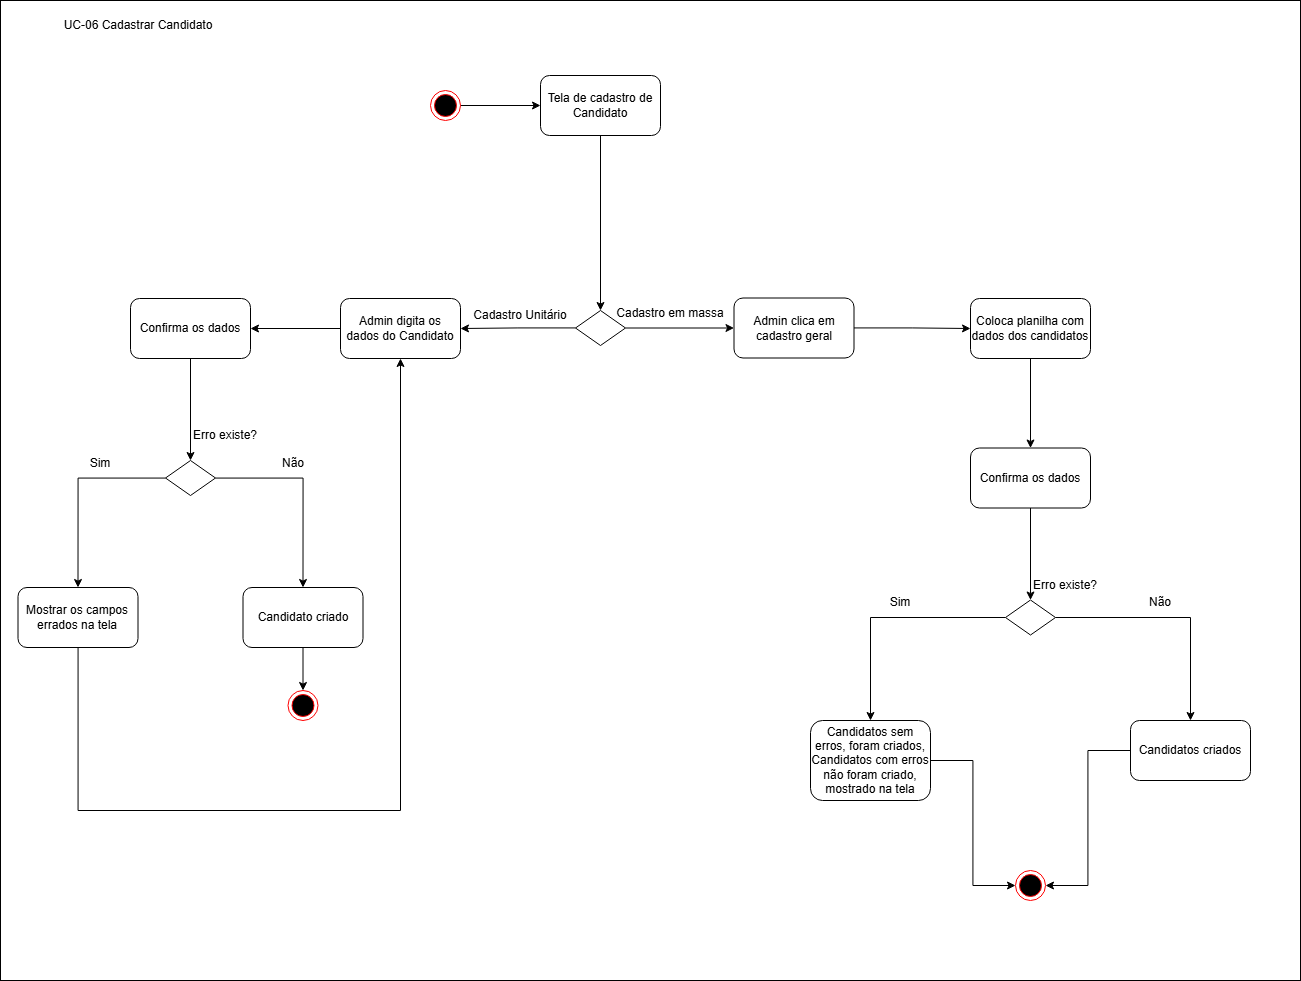 UC-06 Cadastrar Candidato
Tela de cadastro de
Candidato
Cadastro Unitário
Cadastro em massa
Confirma os dados
Admin digita os
dados do Candidato
Admin clica em
cadastro geral
Coloca planilha com
dados dos candidatos
Erro existe?
Sim
Não
Confirma os dados
Mostrar os campos
errados na tela
Candidato criado
Erro existe?
Sim
Não
Candidatos sem
erros, foram criados,
Candidatos com erros
não foram criado,
mostrado na tela
Candidatos criados